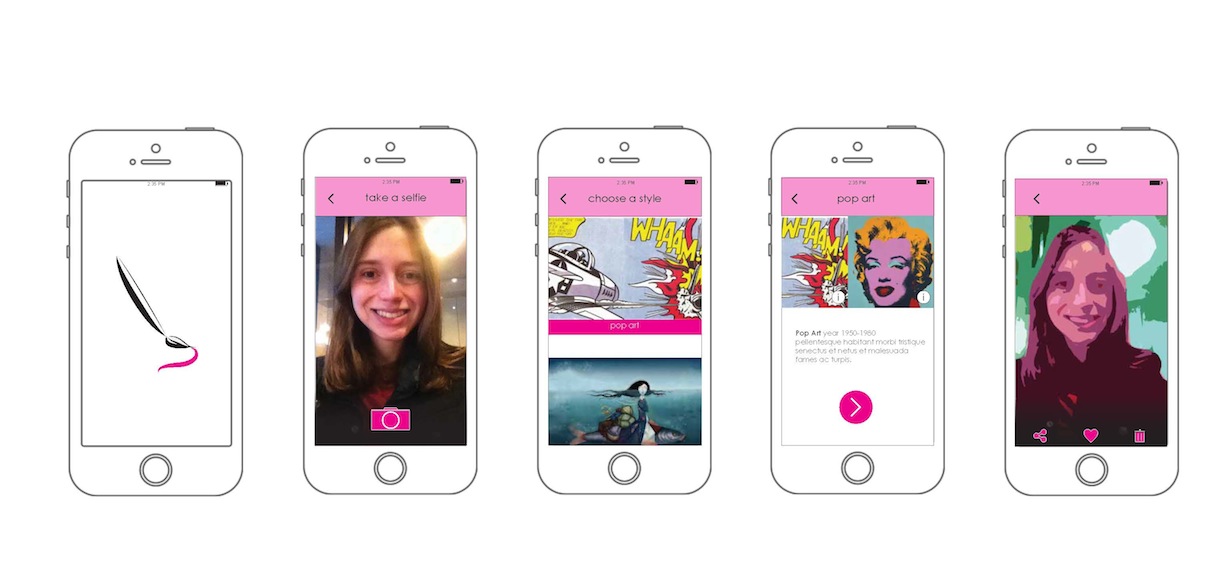 2:35 PM
2:35 PM
take a selfie
2:35 PM
choose a style
WHAAM!
pop art
2:35 PM
pop art
WHAAM!
i
i
Pop Art year 1950-1980
pellentesque habitant morbi tristique
senectus et netus et malesuada
fames ac turpis.
2:35 PM